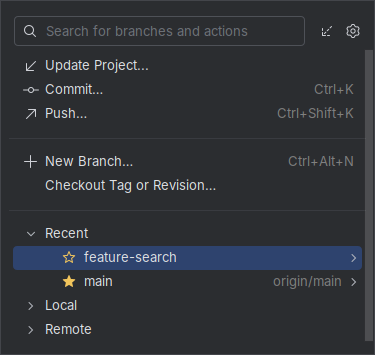 Search for branches and actions
Update Project...
Commit... Ctrl+K
Push... Ctrl+Shift+K
New Branch... Ctrl+Alt+N
Checkout Tag or Revision...
Recent
feature-search
main origin/main
Local
Remote